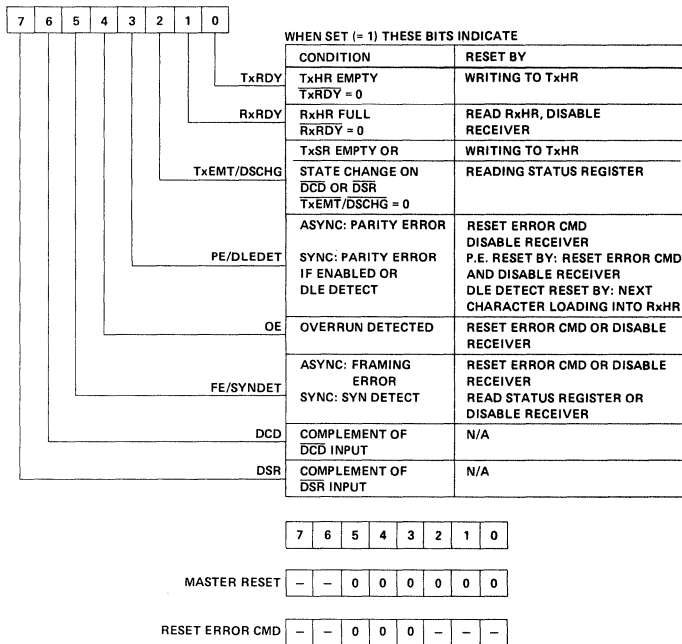 7 6 5 4 3 2 1 0
WHEN SET (= 1) THESE BITS INDICATE
CONDITION RESET BY
TxRDY TxHR EMPTY WRITING TO TxHR
TxRDY = 0
RxRDY RxHR FULL READ RxHR, DISABLE
RxRDY = 0 RECEIVER
TxSR EMPTY OR WRITING TO TxHR
TxEMT/DSCHG STATE CHANGE ON READING STATUS REGISTER
DCD OR DSR
TxEMT/DSCHG = 0
ASYNC: PARITY ERROR RESET ERROR CMD
DISABLE RECEIVER
PE/DLEDET SYNC: PARITY ERROR P.E. RESET BY: RESET ERROR CMD
IF ENABLED OR AND DISABLE RECEIVER
DLE DETECT DLE DETECT RESET BY: NEXT
CHARACTER LOADING INTO RxHR
OE OVERRUN DETECTED RESET ERROR CMD OR DISABLE
RECEIVER
ASYNC: FRAMING RESET ERROR CMD OR DISABLE
ERROR RECEIVER
FE/SYNDET SYNC: SYN DETECT READ STATUS REGISTER OR
DISABLE RECEIVER
DCD COMPLEMENT OF N/A
DCD INPUT
DSR COMPLEMENT OF N/A
DSR INPUT
7 6 5 4 3 2 1 0
MASTER RESET – – 0 0 0 0 0 0
RESET ERROR CMD – – 0 0 0 – – –